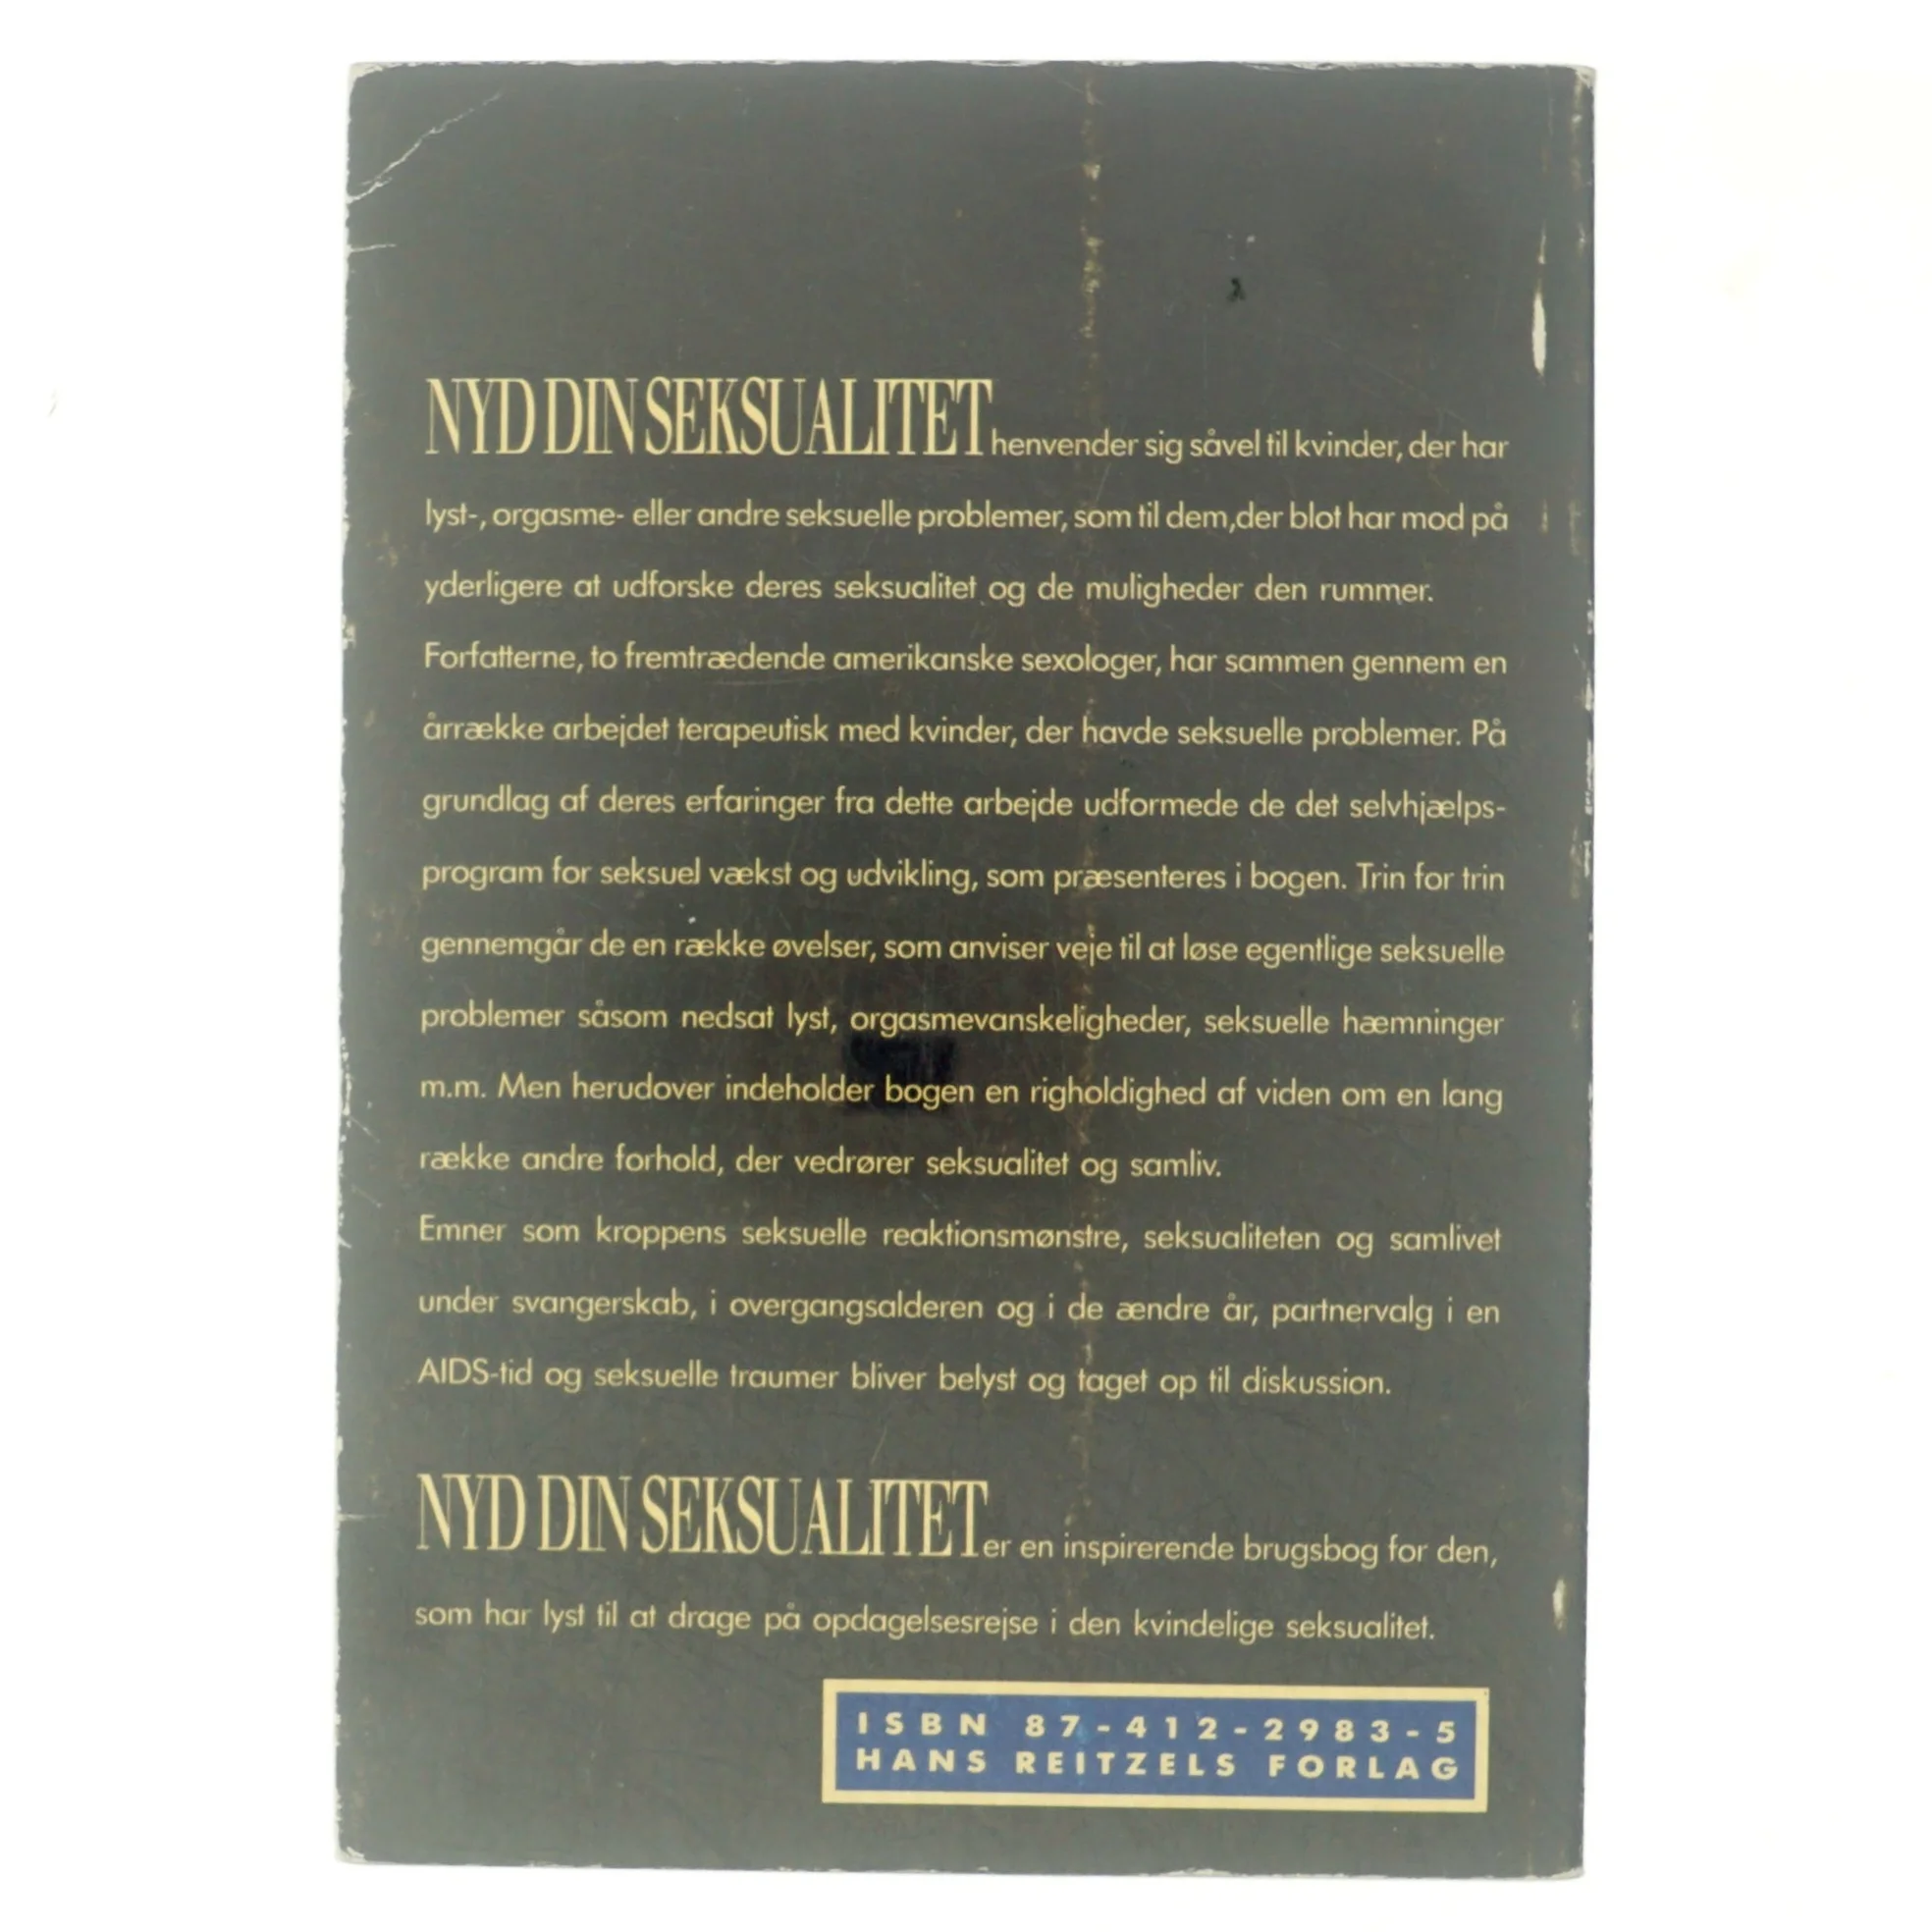 NYD DIN SEKSUALITET henvender sig såvel til kvinder, der har
lyst-, orgasme- eller andre seksuelle problemer, som til dem,der blot har mod på
yderligere at udforske deres seksualitet og de muligheder den rummer.
Forfatterne, to fremtrædende amerikanske sexologer, har sammen gennem en
årrække arbejdet terapeutisk med kvinder, der havde seksuelle problemer. På
grundlag af deres erfaringer fra dette arbejde udformede de det selvhjælps-
program for seksuel vækst og udvikling, som præsenteres i bogen. Trin for trin
gennemgår de en række øvelser, som anviser veje til at løse egentlige seksuelle
problemer såsom nedsat lyst, orgasmevanskeligheder, seksuelle hæmninger
m.m. Men herudover indeholder bogen en righoldighed af viden om en lang
række andre forhold, der vedrører seksualitet og samliv.
Emner som kroppens seksuelle reaktionsmønstre, seksualiteten og samlivet
under svangerskab, i overgangsalderen og i de ændre år, partnervalg i en
AIDS-tid og seksuelle traumer bliver belyst og taget op til diskussion.
NYD DIN SEKSUALITET er en inspirerende brugsbog for den,
som har lyst til at drage på opdagelsesrejse i den kvindelige seksualitet.
ISBN 87-412-2983-5
HANS REITZELS FORLAG